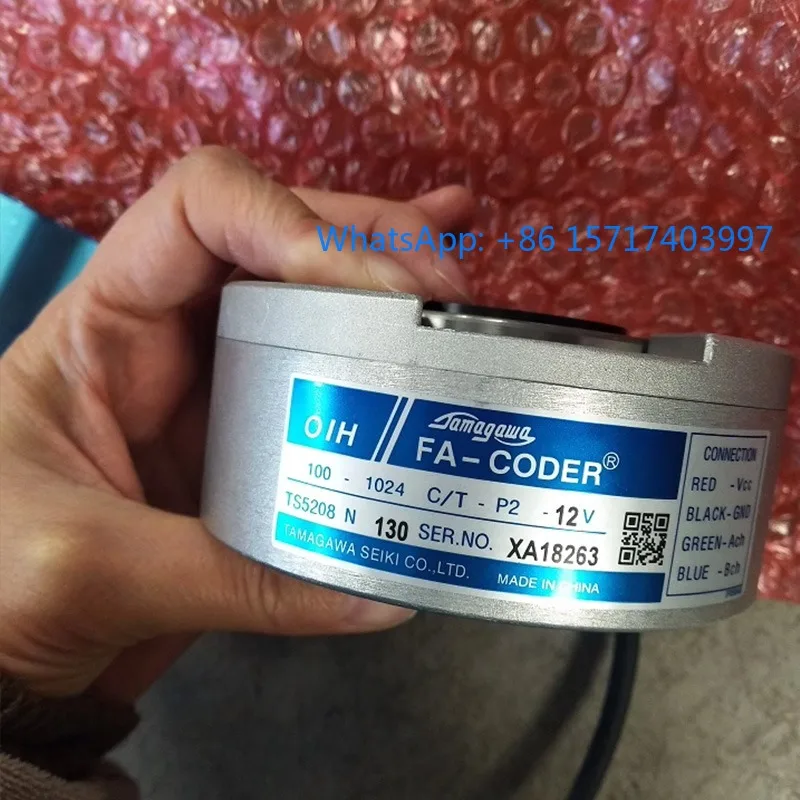 WhatsApp: +86 15717403997
OIH
Tamagawa
FA-CODER®
100 - 1024 C/T - P2 - 12 V
TS5208 N 130 SER.NO. XA18263
TAMAGAWA SEIKI CO.,LTD. MADE IN CHINA
CONNECTION
RED -Vcc
BLACK-GND
GREEN-Ach
BLUE -Bch